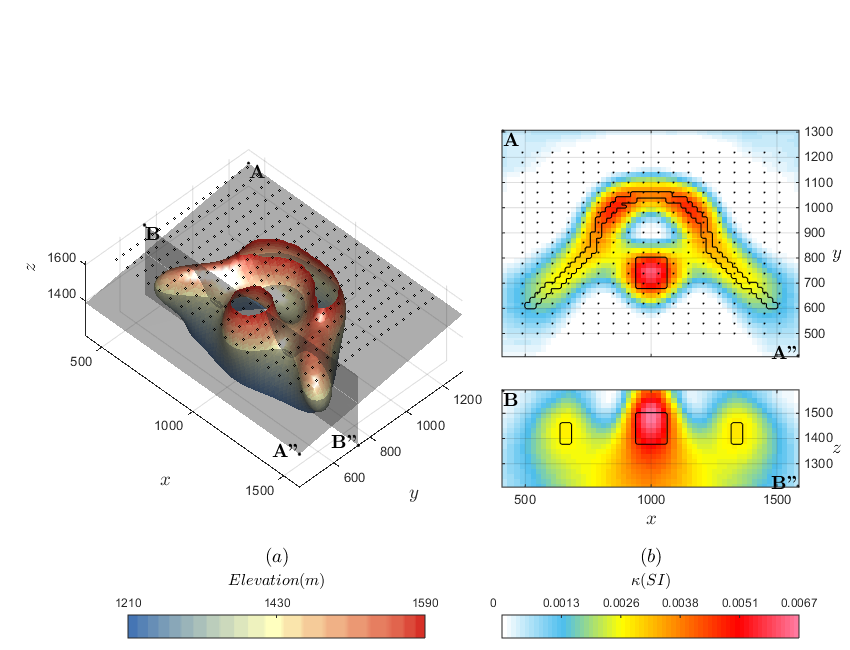 A
B
1600
1400
z
500
1000
1500
x
A"
B"
600
800
1000
1200
y
(a)
Elevation(m)
1210 1430 1590
A
1300
1200
1100
1000
900
800
700
600
500
y
A"
B
1500
1400
1300
z
B"
500 1000 1500
x
(b)
κ(SI)
0 0.0013 0.0026 0.0038 0.0051 0.0067